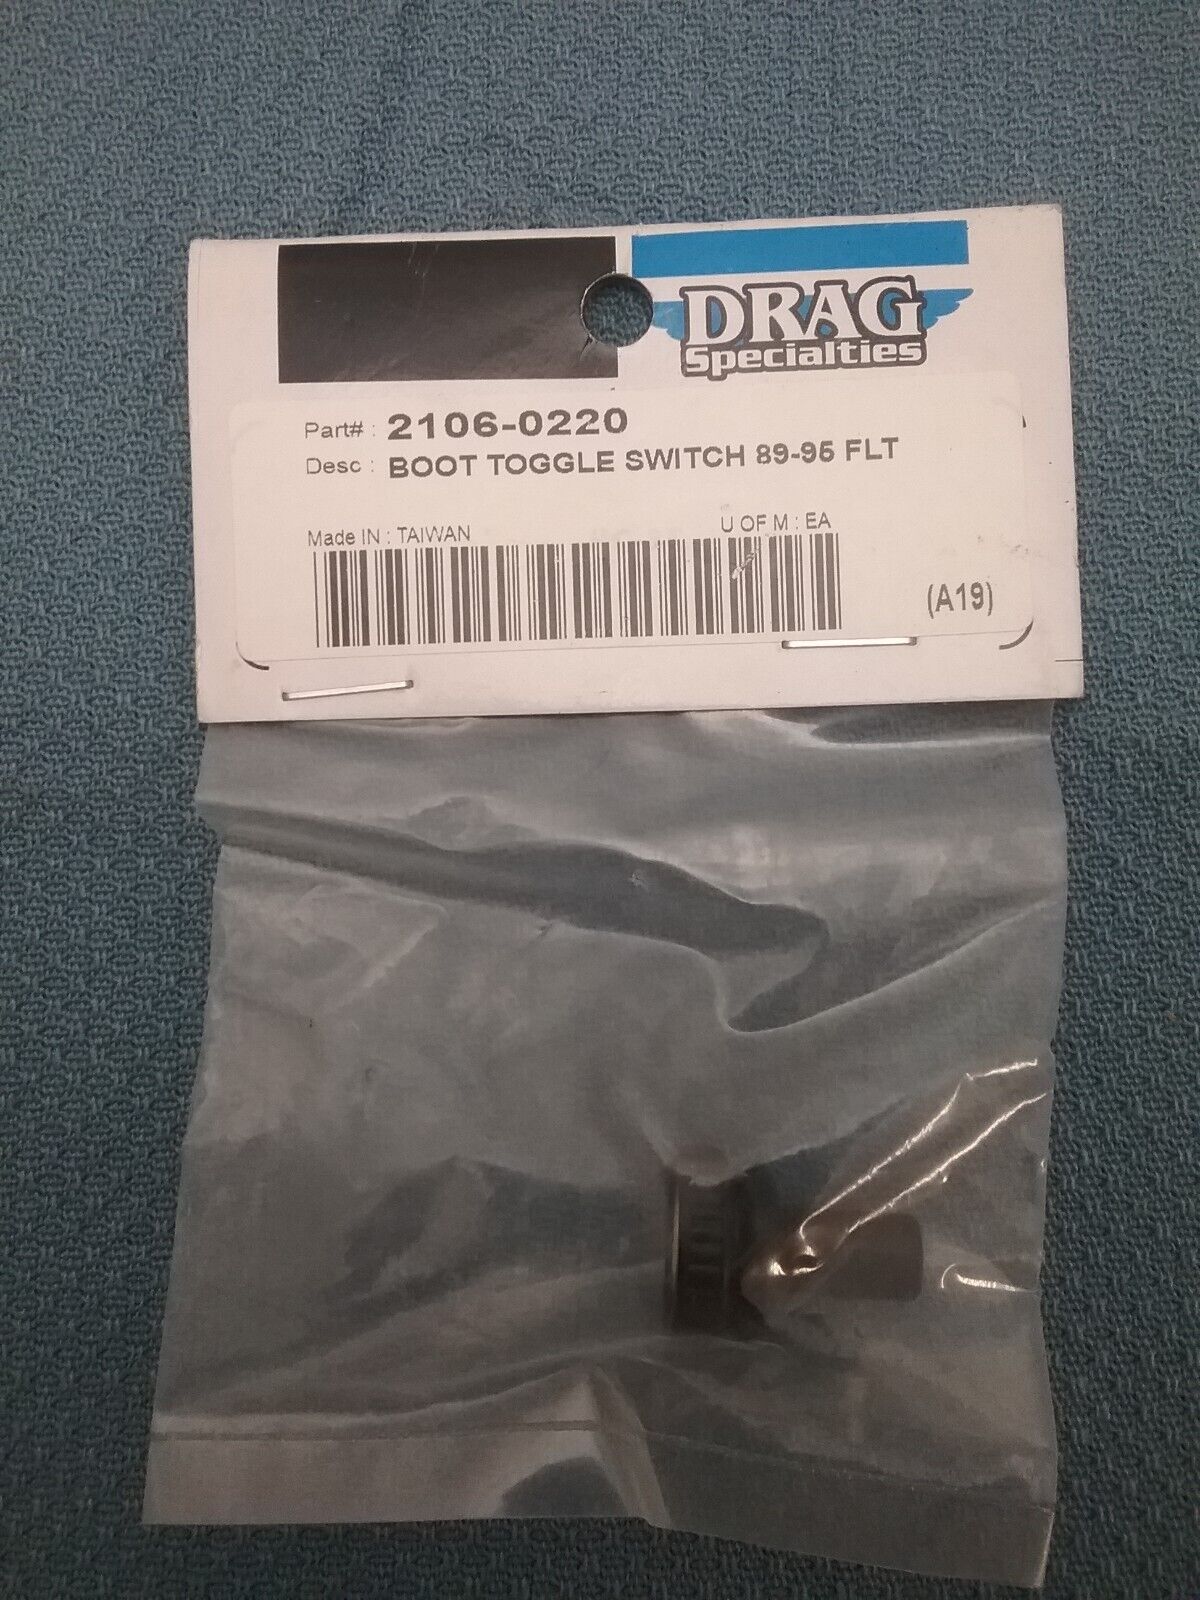 DRAG
Specialties
Part# : 2106-0220
Desc : BOOT TOGGLE SWITCH 89-95 FLT
Made IN : TAIWAN
U OF M : EA
(A19)